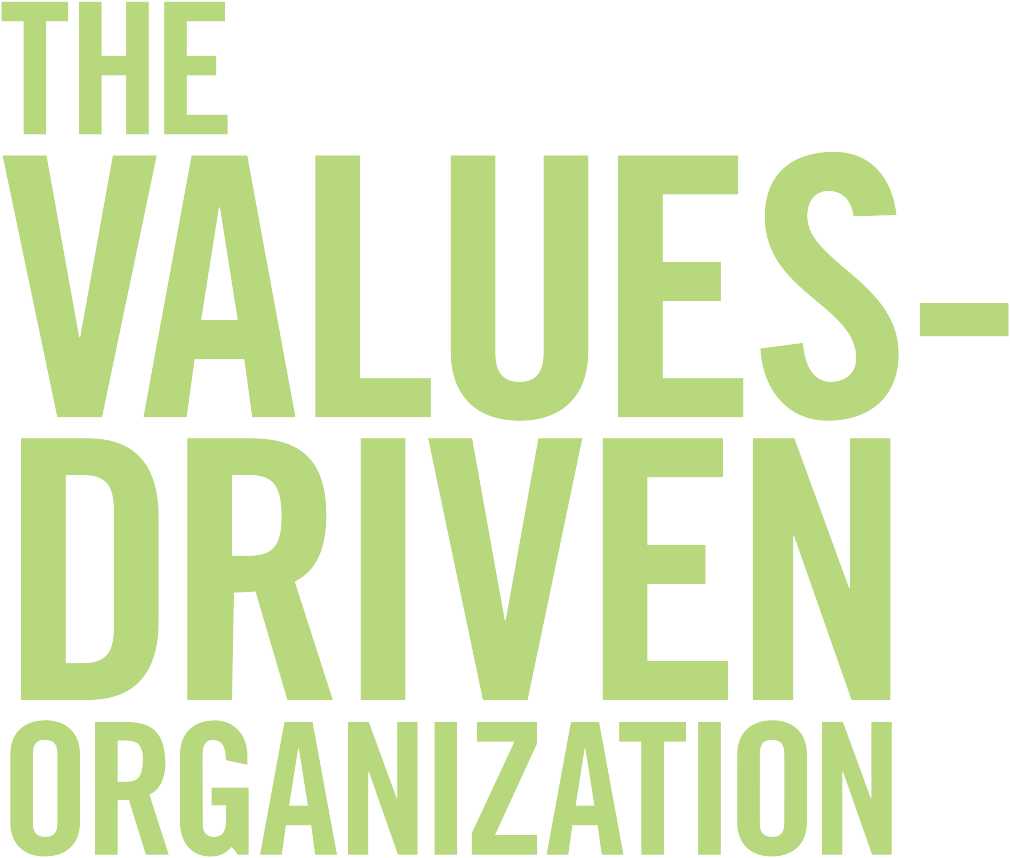 THE
VALUES-
DRIVEN
ORGANIZATION